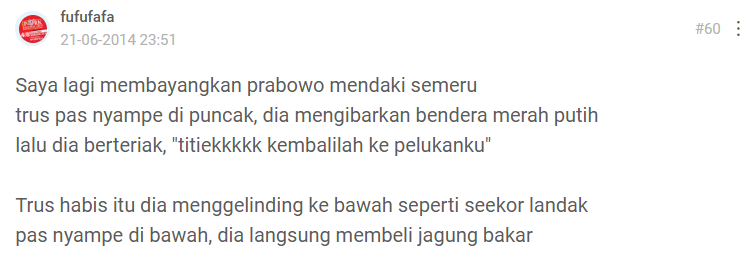 fufufafa
21-06-2014 23:51
#60
Saya lagi membayangkan prabowo mendaki semeru
trus pas nyampe di puncak, dia mengibarkan bendera merah putih
lalu dia berteriak, "titiekkkkk kembalilah ke pelukanku"
Trus habis itu dia menggelinding ke bawah seperti seekor landak
pas nyampe di bawah, dia langsung membeli jagung bakar